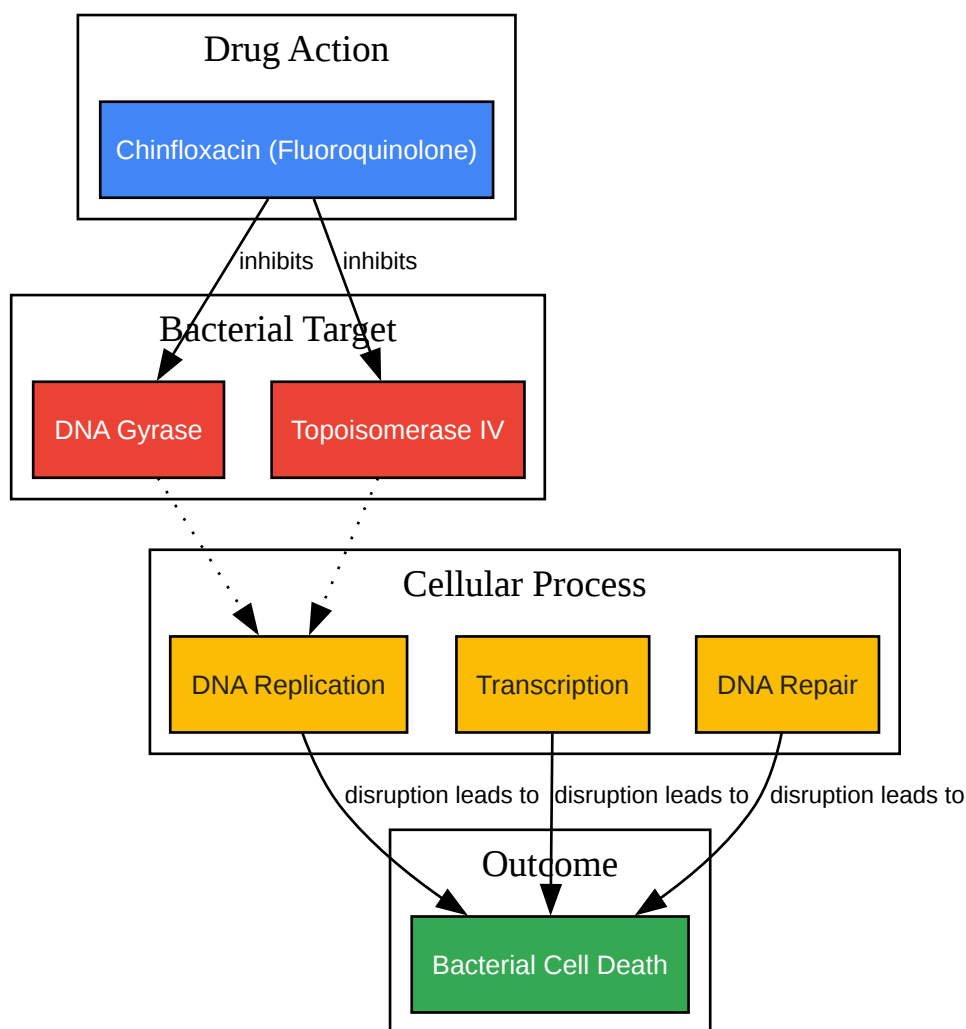 Drug Action
Chinfloxacin (Fluoroquinolone)
inhibits
inhibits
Bacterial Target
DNA Gyrase
Topoisomerase IV
Cellular Process
DNA Replication
Transcription
DNA Repair
disruption leads to
disruption leads to
disruption leads to
Outcome
Bacterial Cell Death